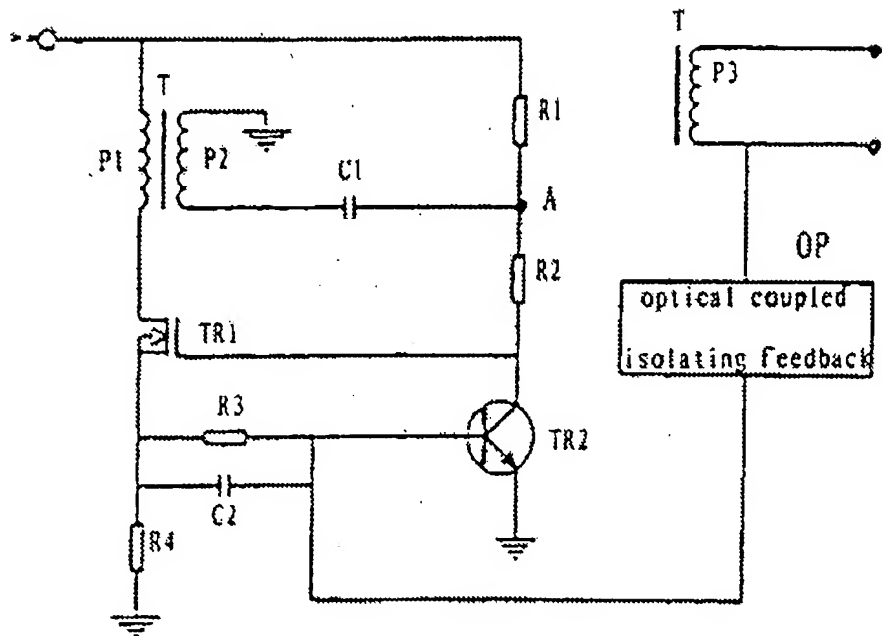 T
T
P3
R1
P1
P2
C1
A
R2
OP
optical coupled
isolating feedback
TR1
R3
TR2
C2
R4